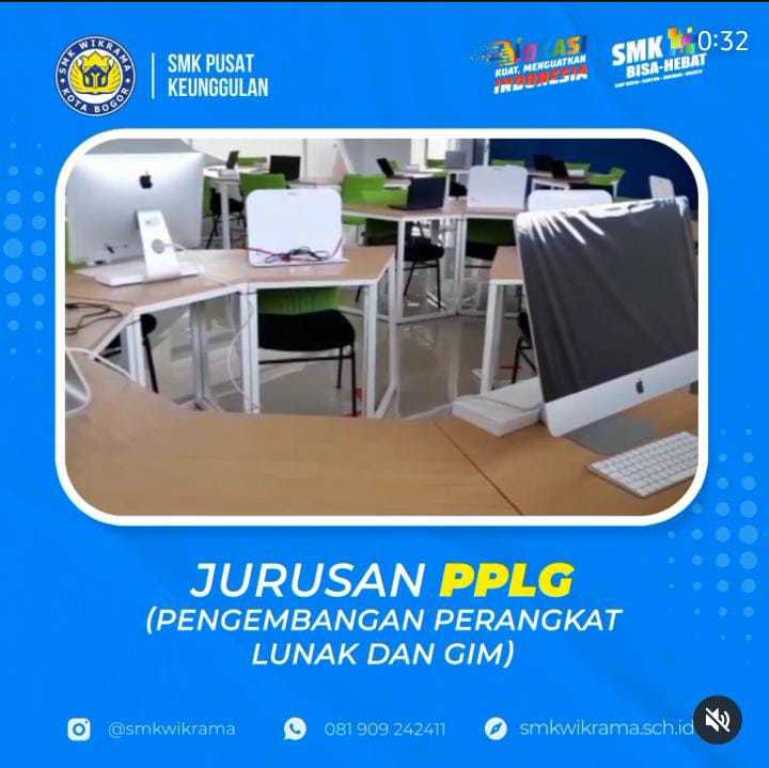 SMK WIKRAMA
KOTA BOGOR
SMK PUSAT
KEUNGGULAN
VOKASI
KUAT, MENGUATKAN
INDONESIA
SMK
BISA-HEBAT
0:32
JURUSAN PPLG
(PENGEMBANGAN PERANGKAT
LUNAK DAN GIM)
@smkwikrama
081 909 242411
smkwikrama.sch.id